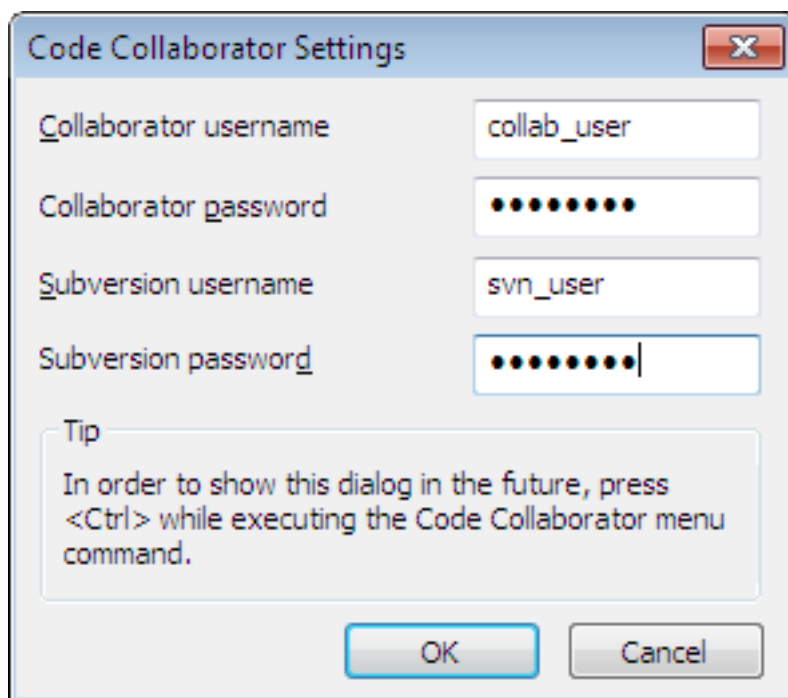 Code Collaborator Settings
Collaborator username
collab_user
Collaborator password
••••••••
Subversion username
svn_user
Subversion password
••••••••
Tip
In order to show this dialog in the future, press
<Ctrl> while executing the Code Collaborator menu
command.
OK
Cancel